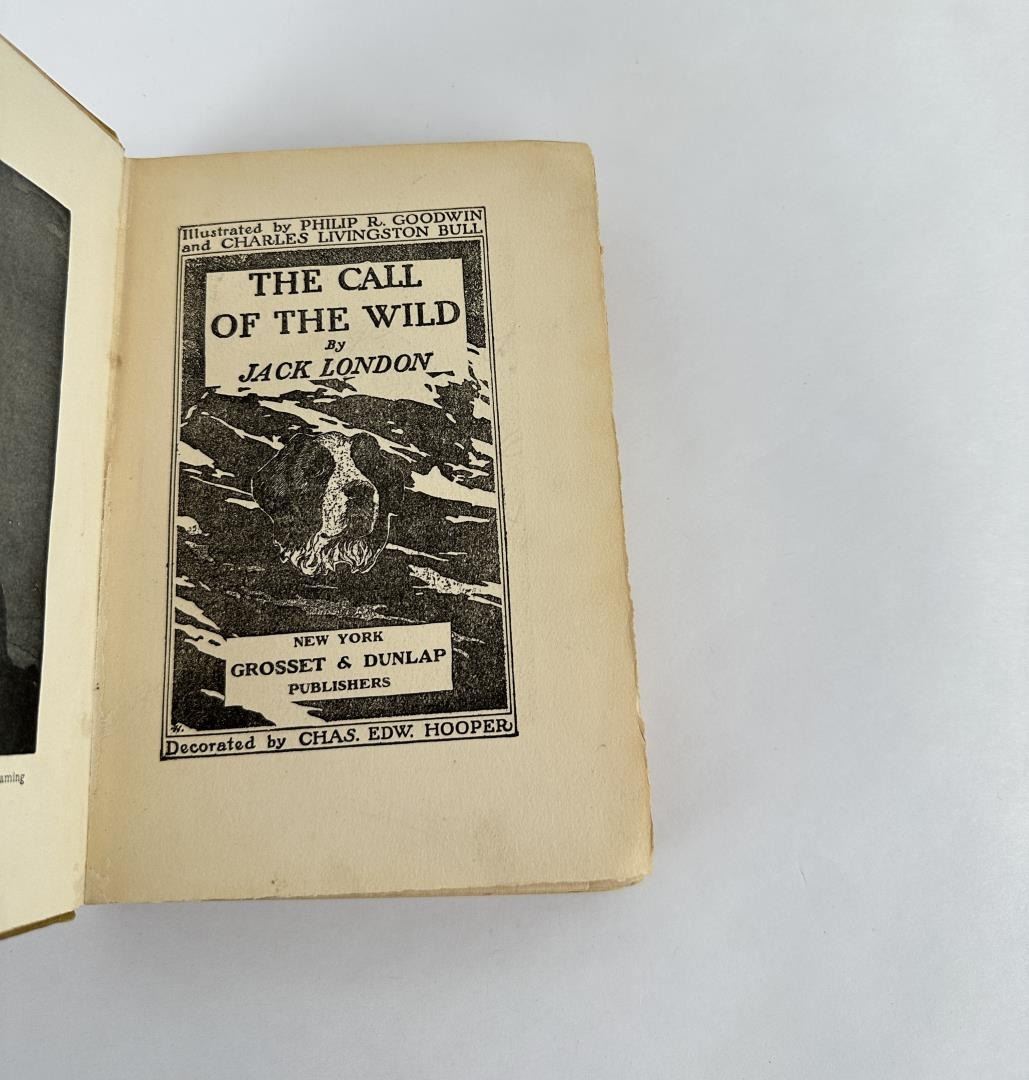 Illustrated by PHILIP R. GOODWIN
and CHARLES LIVINGSTON BULL
THE CALL
OF THE WILD
By
JACK LONDON
NEW YORK
GROSSET & DUNLAP
PUBLISHERS
Decorated by CHAS. EDW. HOOPER